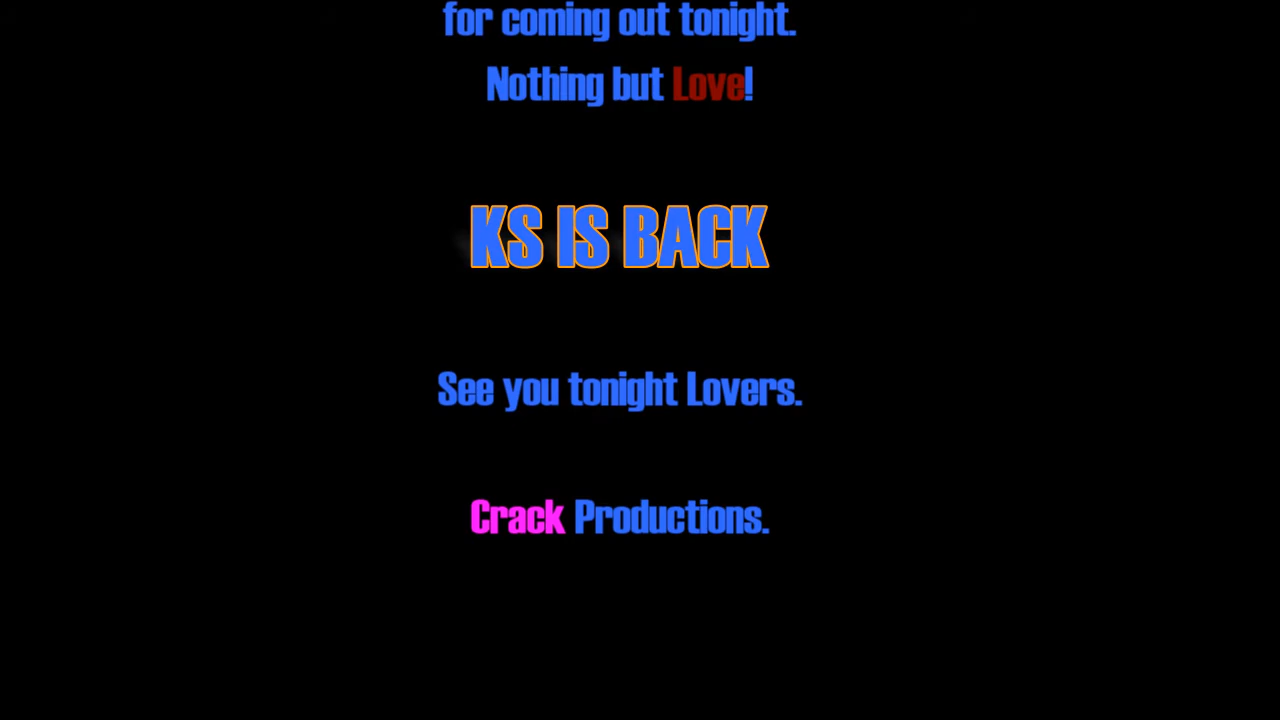 for coming out tonight.
Nothing but Love!
KS IS BACK
See you tonight Lovers.
Crack Productions.